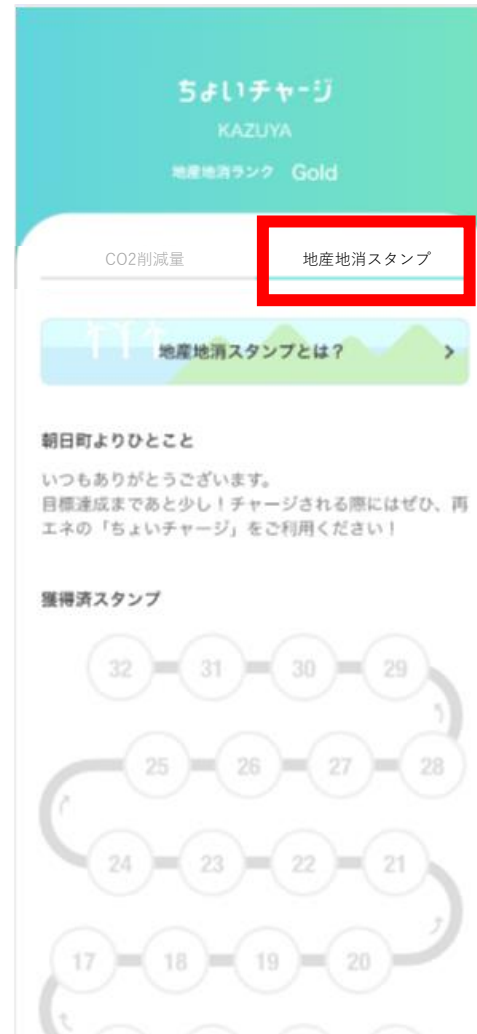 ちょいチャージ
KAZUYA
地産地消ランク Gold
CO2削減量
地産地消スタンプ
地産地消スタンプとは？ >
朝日町よりひとこと
いつもありがとうございます。
目標達成まであと少し！チャージされる際にはぜひ、再
エネの「ちょいチャージ」をご利用ください！
獲得済スタンプ
32 31 30 29
25 26 27 28
24 23 22 21
17 18 19 20